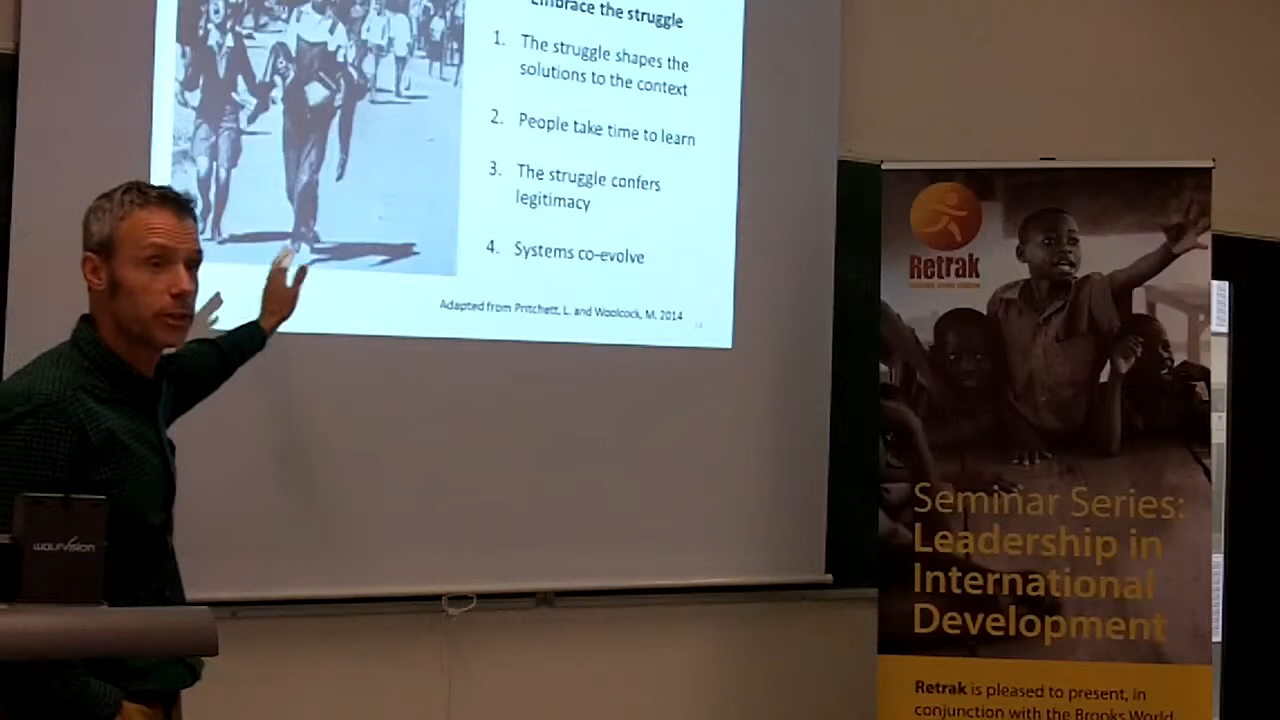 Embrace the struggle
1. The struggle shapes the
solutions to the context
2. People take time to learn
3. The struggle confers
legitimacy
4. Systems co-evolve
Adapted from Pritchett, L. and Woolcock, M. 2014
wolfvision
Retrak
Seminar Series:
Leadership in
International
Development
Retrak is pleased to present, in
conjunction with the Brooks World